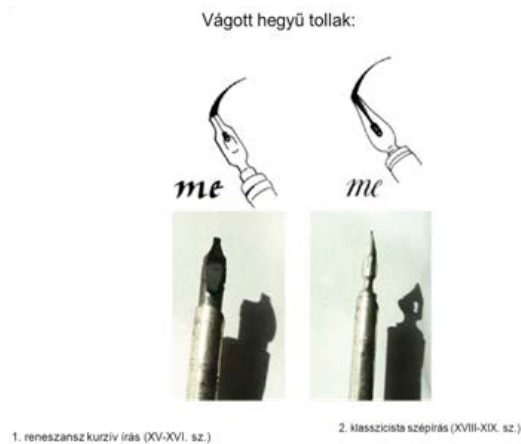 Vágott hegyű tollak:
me
me
1. reneszansz kurzív írás (XV-XVI. sz.)
2. klasszicista szépírás (XVIII-XIX. sz.)